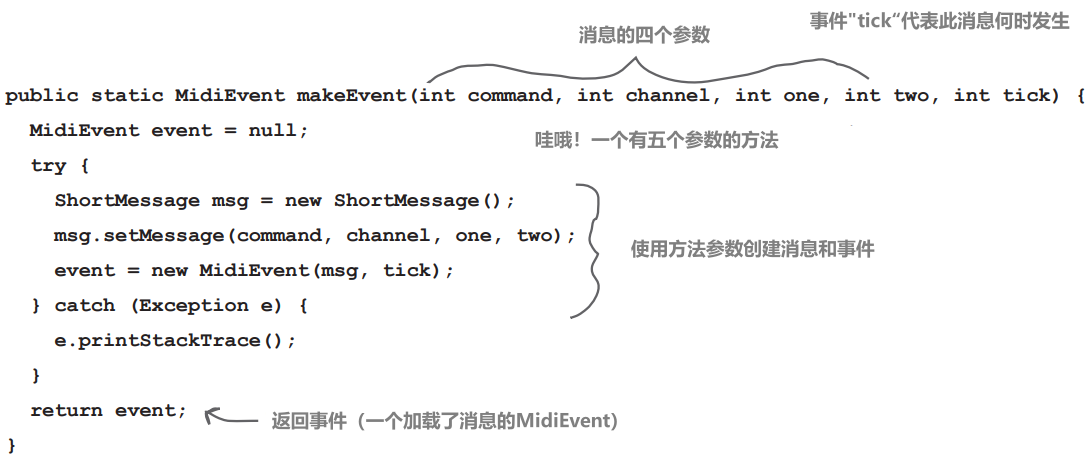 事件"tick“代表此消息何时发生
消息的四个参数
public static MidiEvent makeEvent(int command, int channel, int one, int two, int tick) {
MidiEvent event = null;
哇哦！一个有五个参数的方法
try {
ShortMessage msg = new ShortMessage();
msg.setMessage(command, channel, one, two);
使用方法参数创建消息和事件
event = new MidiEvent(msg, tick);
} catch (Exception e) {
e.printStackTrace();
}
return event;
返回事件（一个加载了消息的MidiEvent）
}